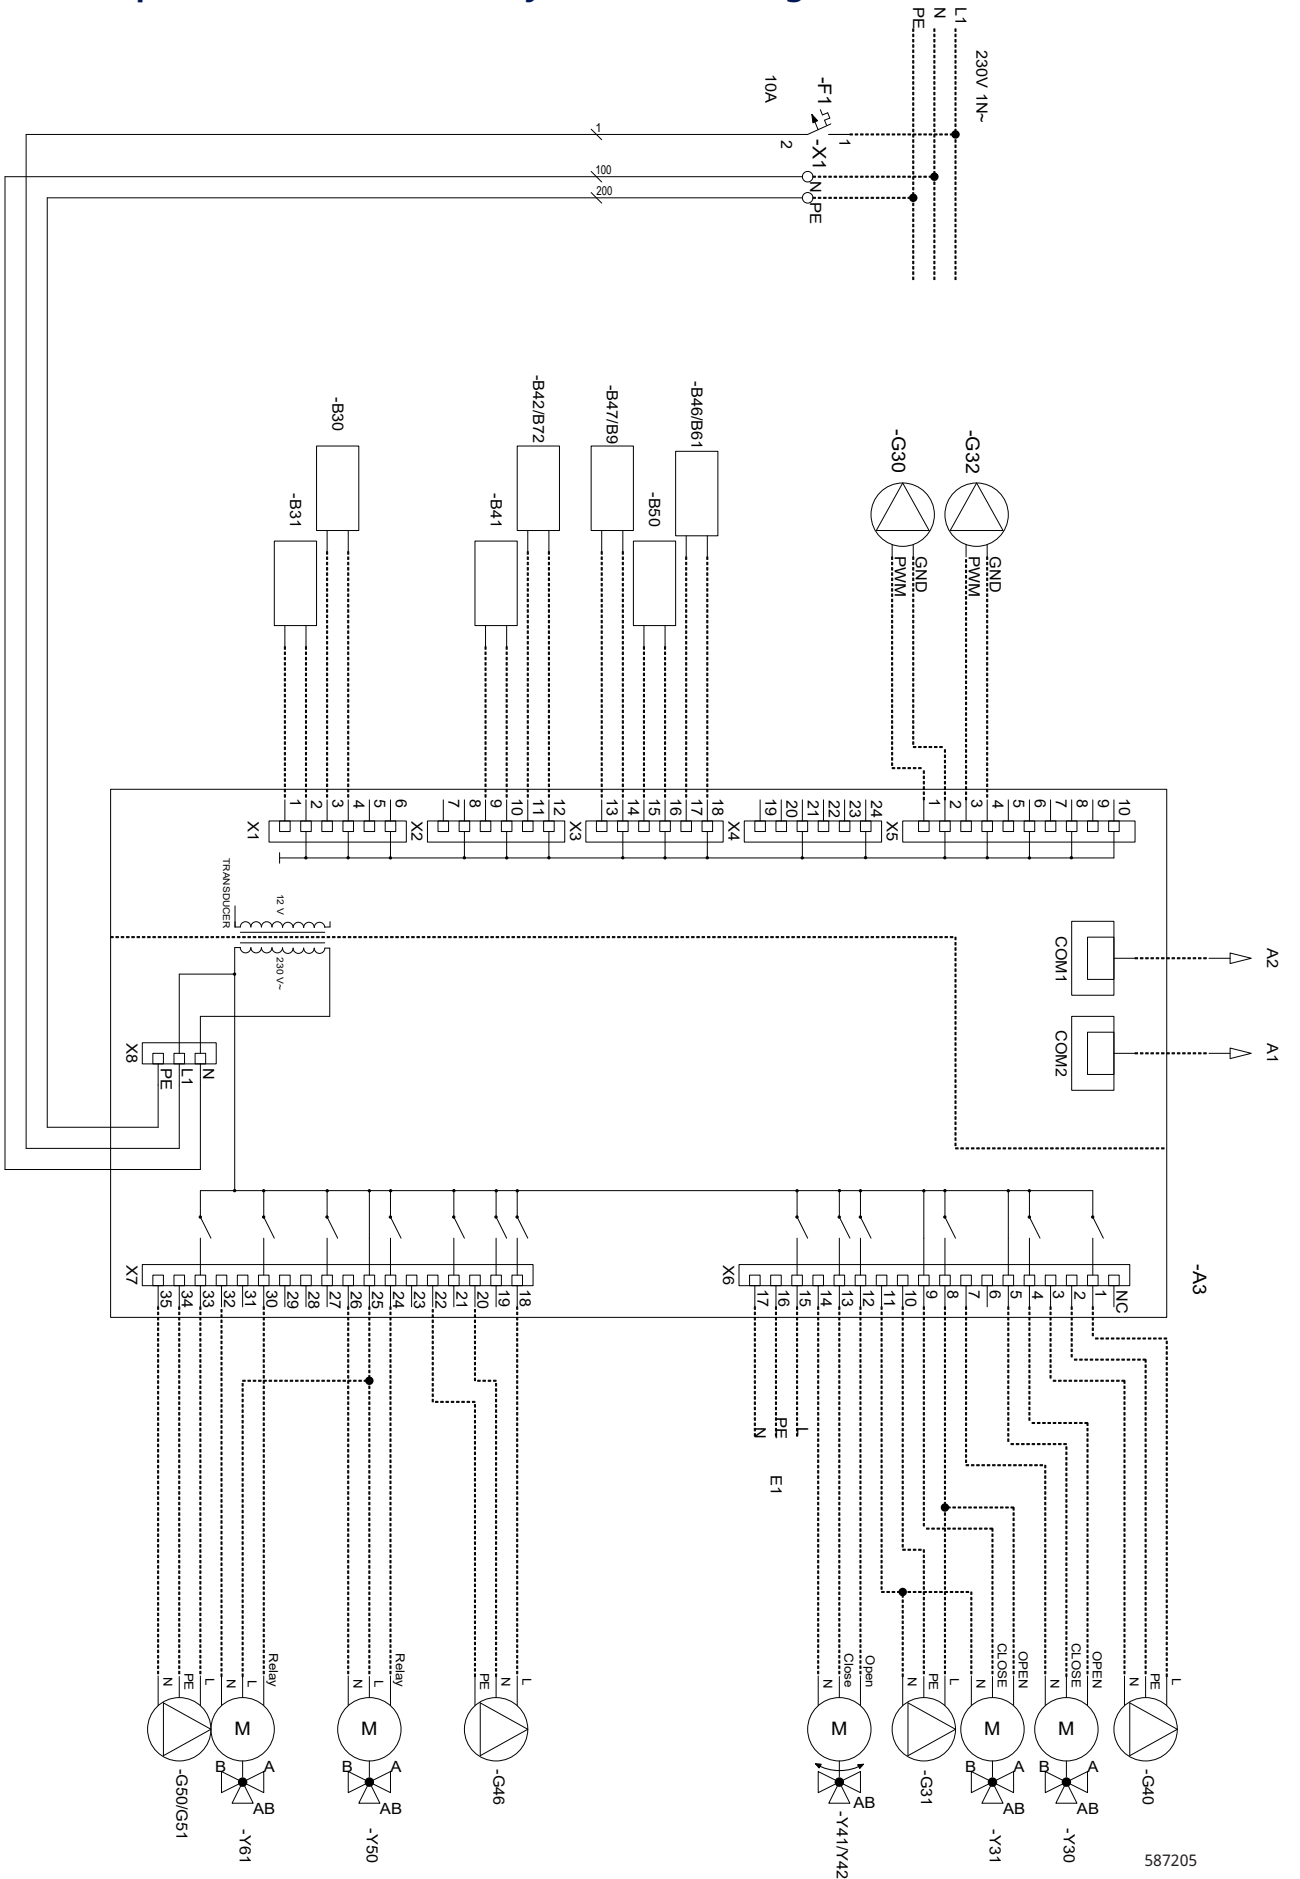 L1
N
PE
230V 1N~
-F1
10A
1
2
-X1
N
PE
1
100
200
-B30
-B31
-B42/B72
-B41
-B47/B9
-B50
-B46/B61
-G30
-G32
PWM
GND
PWM
GND
1
2
3
4
5
6
7
8
9
10
11
12
13
14
15
16
17
18
19
20
21
22
23
24
1
2
3
4
5
6
7
8
9
10
X1
X2
X3
X4
X5
TRANSDUCER
12 V
230 V~
COM1
A2
COM2
A1
X8
PE
L1
N
-A3
X7
35
34
33
32
31
30
29
28
27
26
25
24
23
22
21
20
19
18
X6
17
16
15
14
13
12
11
10
9
8
7
6
5
4
3
2
1
NC
N
PE
L
E1
N
PE
L
N
L
Relay
N
L
Relay
PE
N
L
N
Close
Open
N
PE
L
N
CLOSE
OPEN
N
CLOSE
OPEN
N
PE
L
M
M
M
M
M
B
A
AB
B
A
AB
AB
B
A
AB
B
A
AB
-G50/G51
-Y61
-Y50
-G46
-Y41/Y42
-G31
-Y31
-Y30
-G40
587205